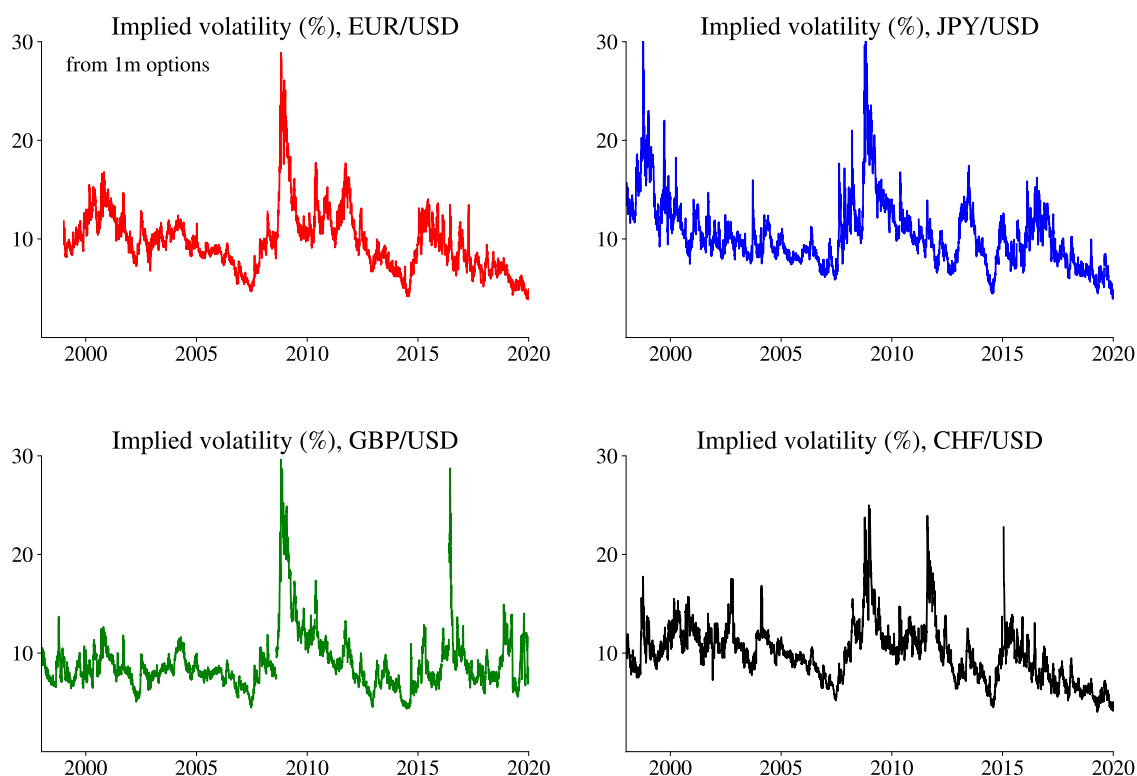 Implied volatility (%), EUR/USD
from 1m options
30
20
10
2000 2005 2010 2015 2020
Implied volatility (%), JPY/USD
30
20
10
2000 2005 2010 2015 2020
Implied volatility (%), GBP/USD
30
20
10
2000 2005 2010 2015 2020
Implied volatility (%), CHF/USD
30
20
10
2000 2005 2010 2015 2020